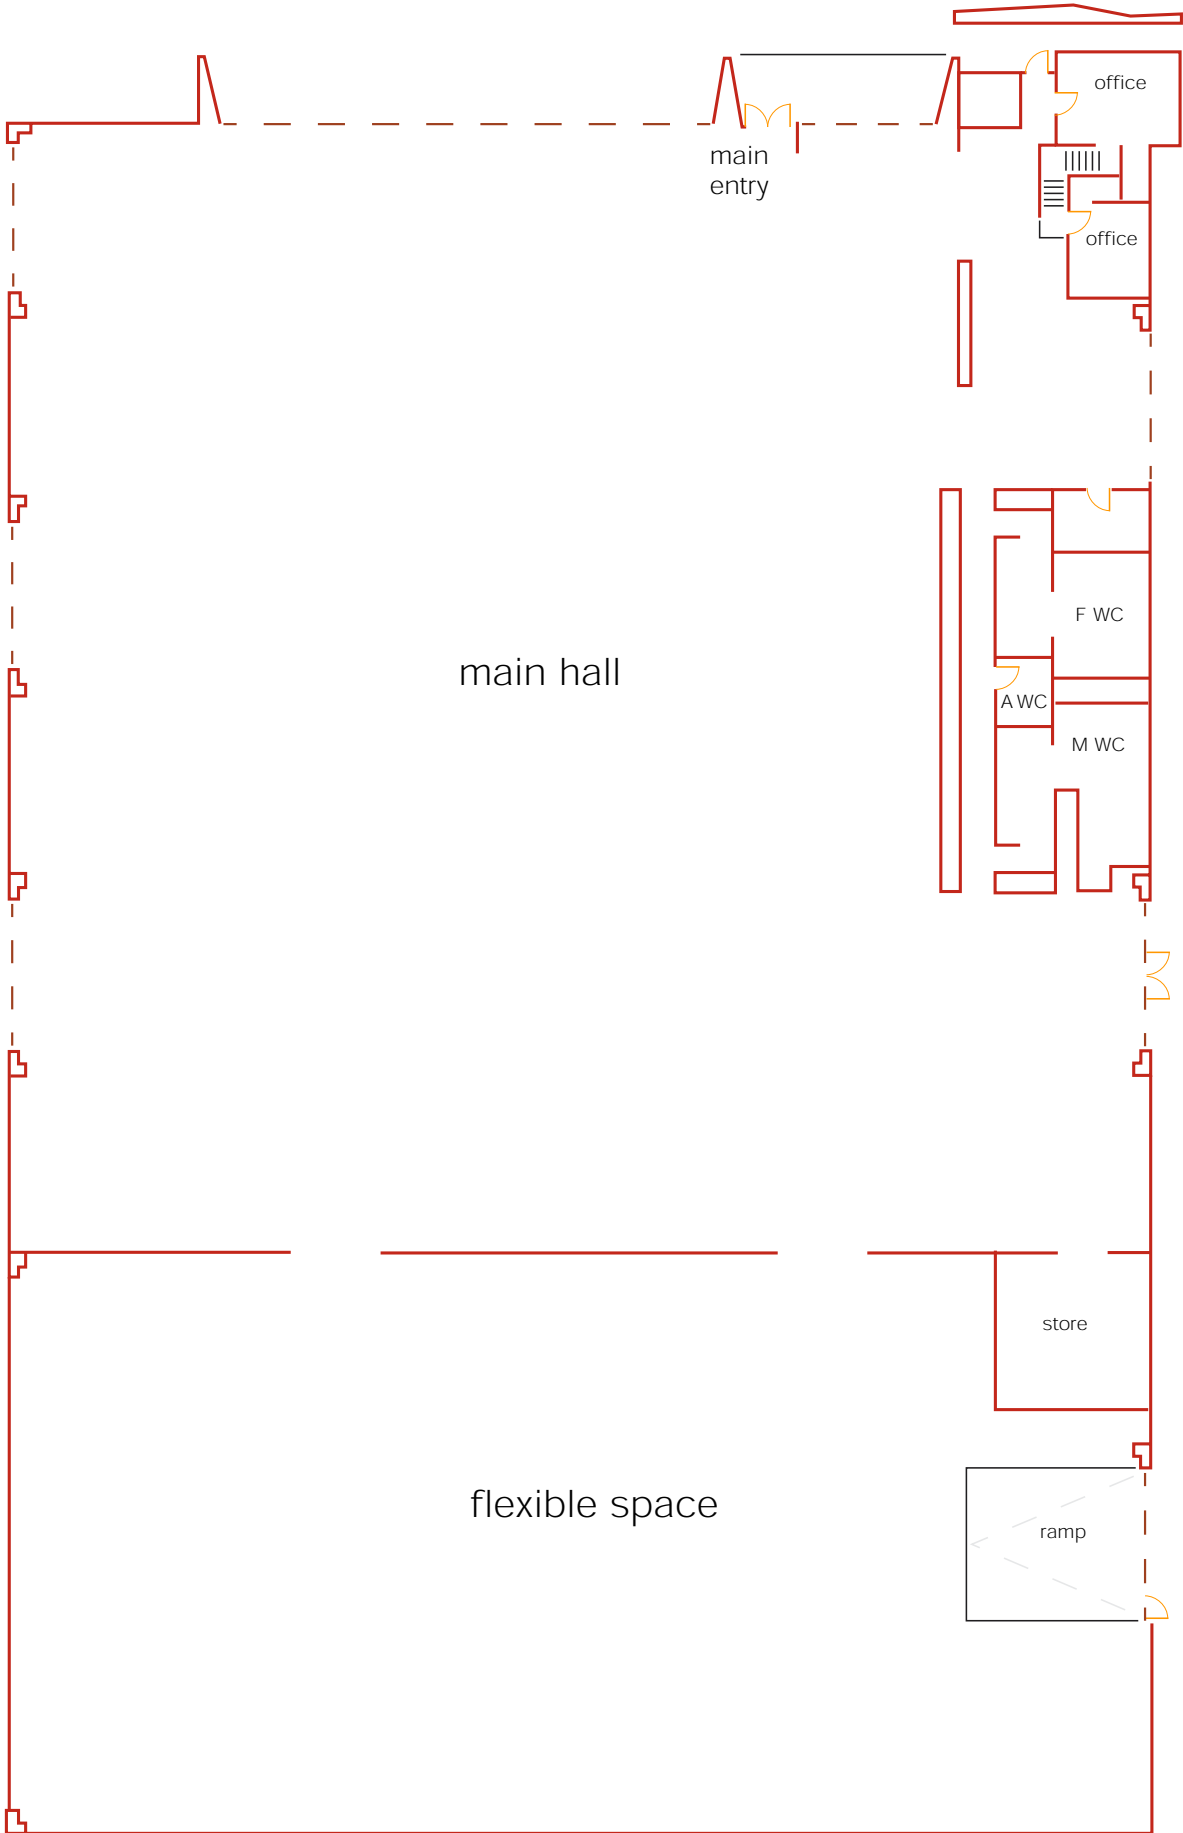 office
main
entry
office
F WC
main hall
A WC
M WC
store
flexible space
ramp